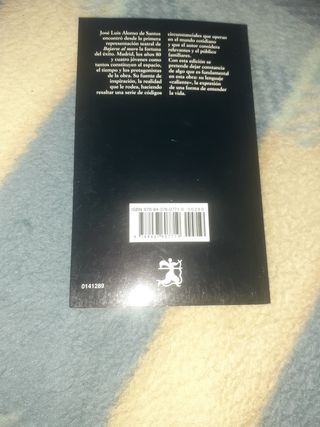 José Luis Alonso de Santos
encontró desde la primera
representación teatral de
Bajarse al moro la fortuna
del éxito. Madrid, los años 80
y cuatro jóvenes como
tantos constituyen el espacio,
el tiempo y los protagonistas
de la obra. Su fuente de
inspiración, la realidad
que le rodea, haciendo
resaltar una serie de códigos
circunstanciales que operan
en el mundo cotidiano
y que el autor considera
relevantes y el público
familiares.
Con esta edición se
pretende dejar constancia
de algo que es fundamental
en esta obra: su lenguaje
«caliente», la expresión
de una forma de entender
la vida.
0141289